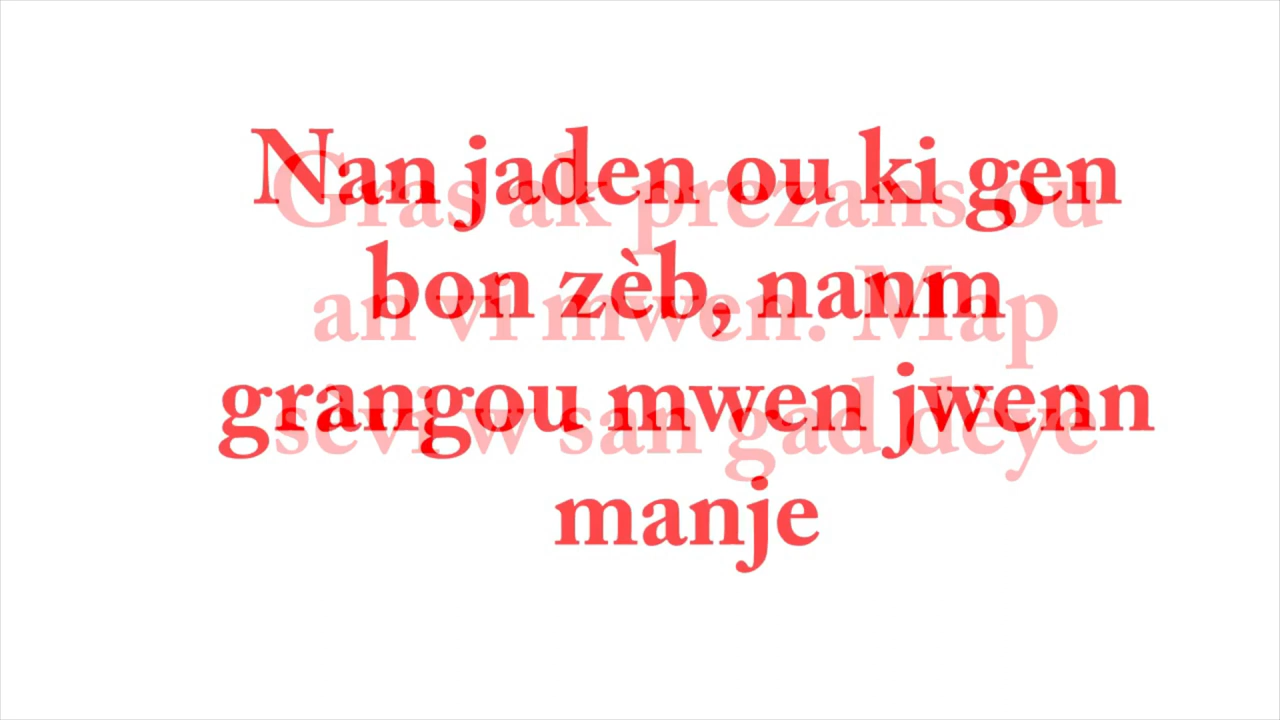 Nan jaden ou ki gen
bon zèb, nanm
grangou mwen jwenn
manje
Gras ak prezans ou
an vi mwen. Map
sevi w san gad dèyè